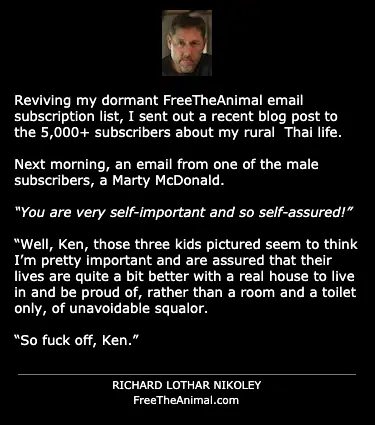 Reviving my dormant FreeTheAnimal email
subscription list, I sent out a recent blog post to
the 5,000+ subscribers about my rural  Thai life.
Next morning, an email from one of the male
subscribers, a Marty McDonald.
“You are very self-important and so self-assured!”
“Well, Ken, those three kids pictured seem to think
I’m pretty important and are assured that their
lives are quite a bit better with a real house to live
in and be proud of, rather than a room and a toilet
only, of unavoidable squalor.
“So fuck off, Ken.”
RICHARD LOTHAR NIKOLEY
FreeTheAnimal.com